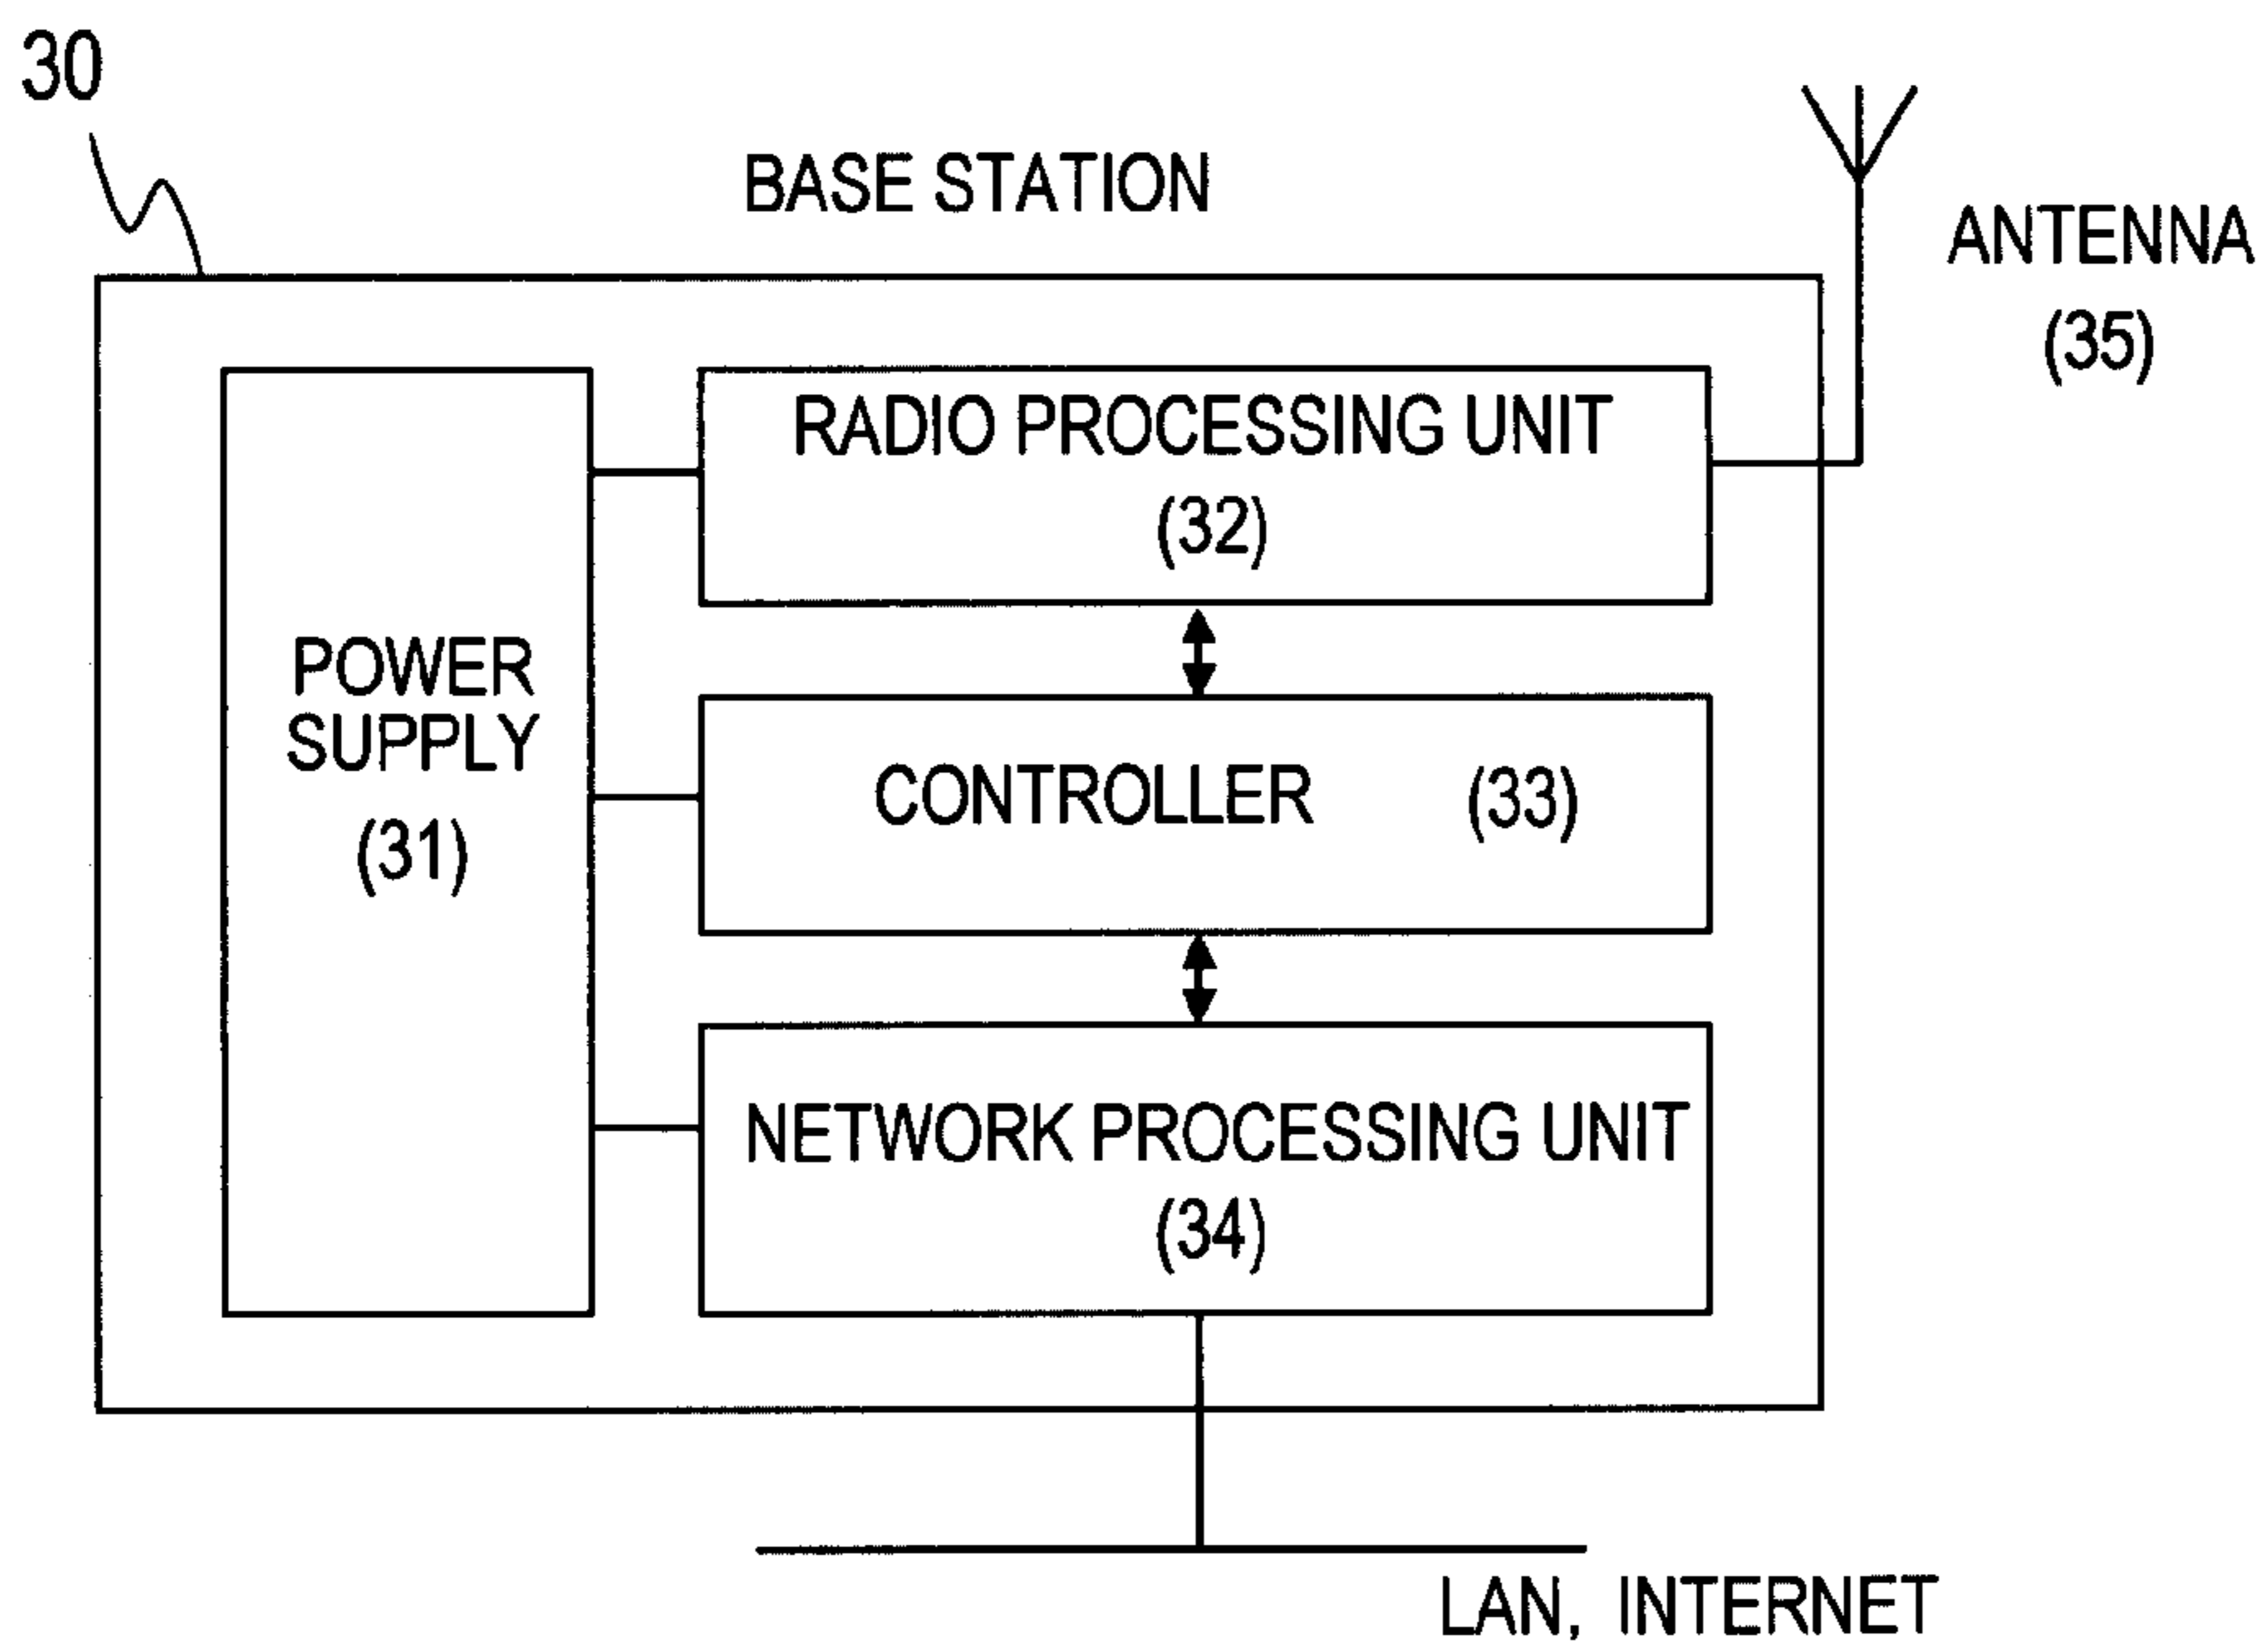 30
BASE STATION
ANTENNA
(35)
RADIO PROCESSING UNIT
(32)
POWER
SUPPLY
(31)
CONTROLLER (33)
NETWORK PROCESSING UNIT
(34)
LAN, INTERNET